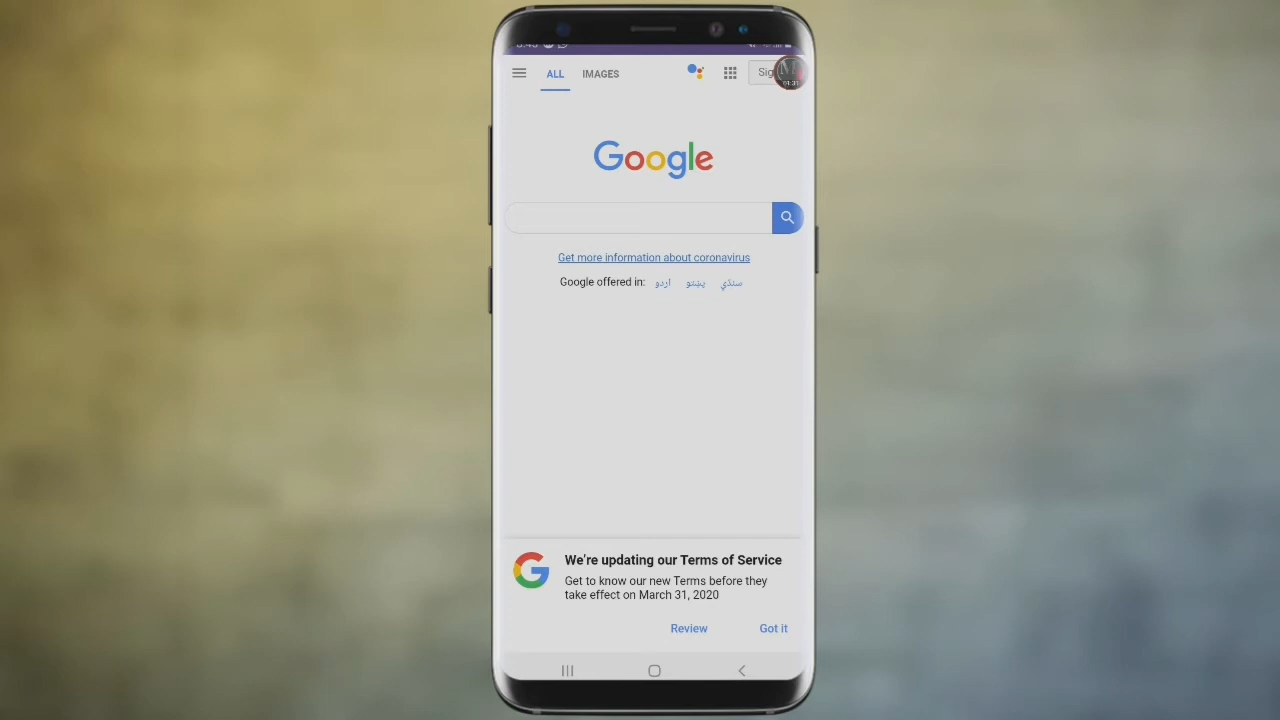 ALL IMAGES
Google
Get more information about coronavirus
Google offered in: اردو پښتو سنڌي
We're updating our Terms of Service
Get to know our new Terms before they
take effect on March 31, 2020
Review Got it